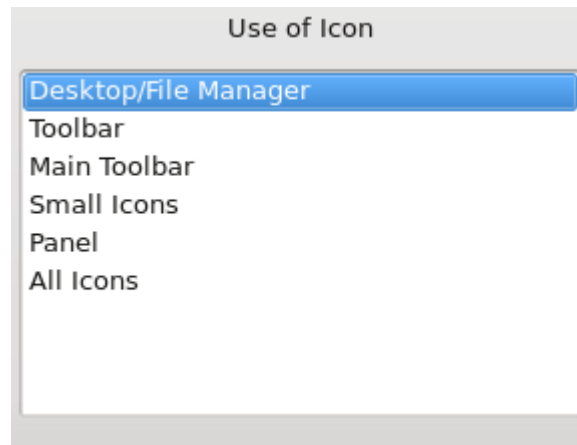 Use of Icon
Desktop/File Manager
Toolbar
Main Toolbar
Small Icons
Panel
All Icons